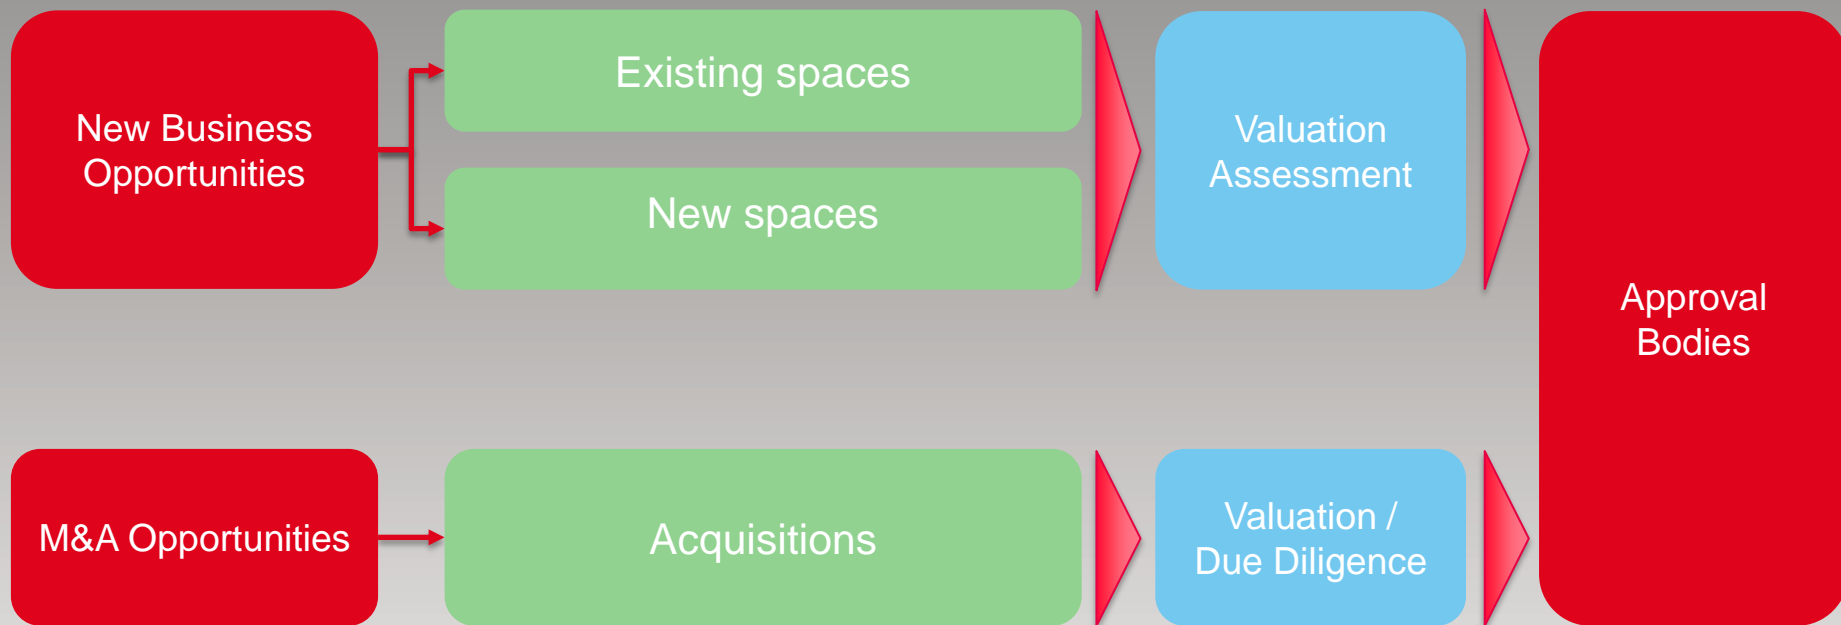 New Business
Opportunities
Existing spaces
New spaces
Valuation
Assessment
Approval
Bodies
M&A Opportunities
Acquisitions
Valuation /
Due Diligence